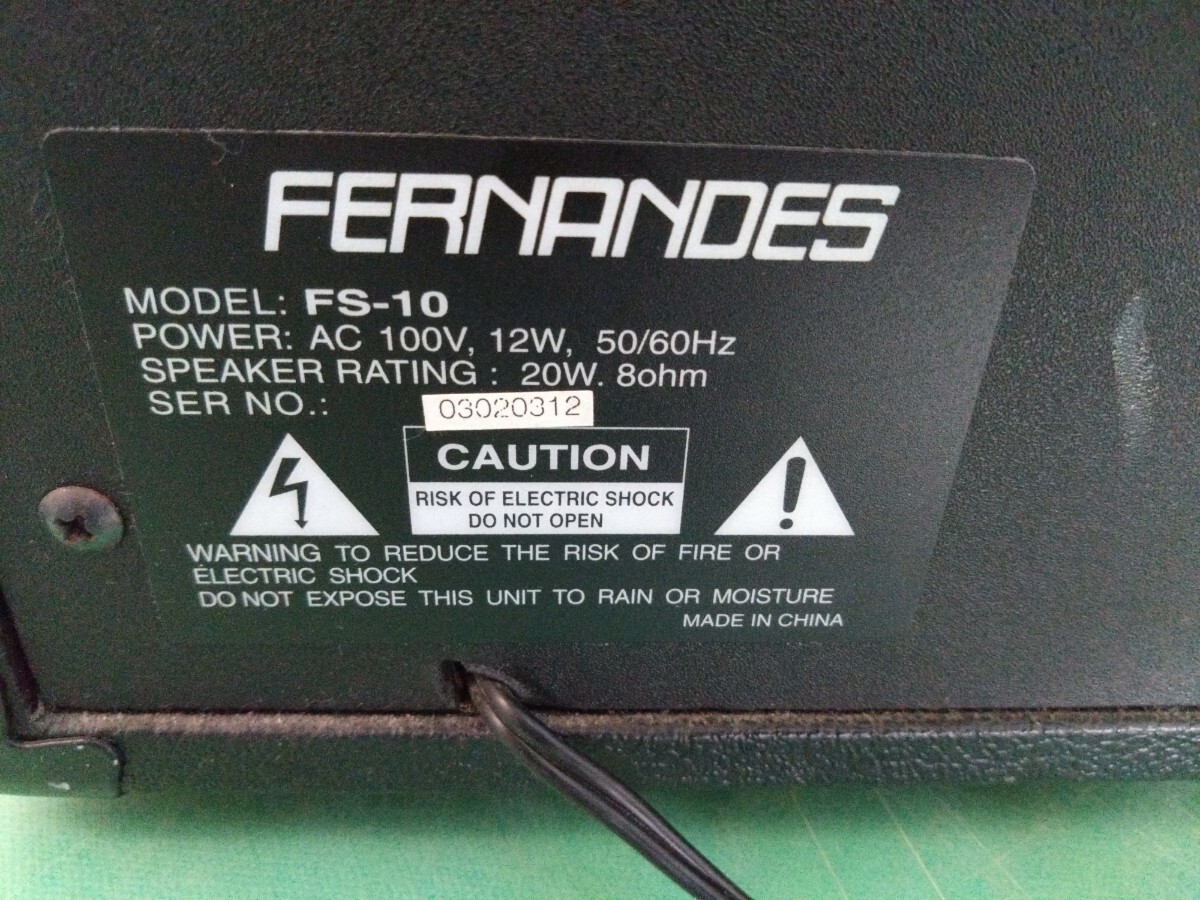 FERNANDES
MODEL: FS-10
POWER: AC 100V, 12W, 50/60Hz
SPEAKER RATING : 20W. 8ohm
SER NO.: 03020312
CAUTION
RISK OF ELECTRIC SHOCK
DO NOT OPEN
WARNING TO REDUCE THE RISK OF FIRE OR
ELECTRIC SHOCK
DO NOT EXPOSE THIS UNIT TO RAIN OR MOISTURE
MADE IN CHINA